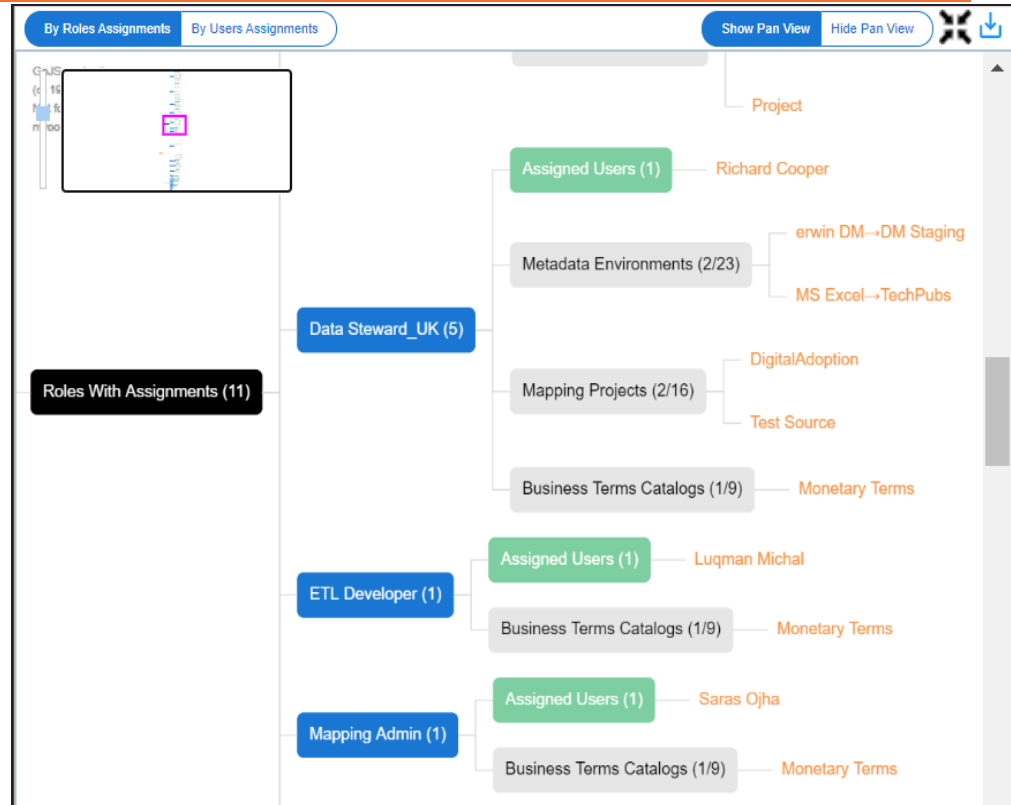 By Roles Assignments By Users Assignments Show Pan View Hide Pan View
Project
Assigned Users (1) Richard Cooper
erwin DM→DM Staging
Metadata Environments (2/23)
MS Excel→TechPubs
Data Steward_UK (5)
DigitalAdoption
Roles With Assignments (11)
Mapping Projects (2/16)
Test Source
Business Terms Catalogs (1/9) Monetary Terms
Assigned Users (1) Luqman Michal
ETL Developer (1)
Business Terms Catalogs (1/9) Monetary Terms
Assigned Users (1) Saras Ojha
Mapping Admin (1)
Business Terms Catalogs (1/9) Monetary Terms